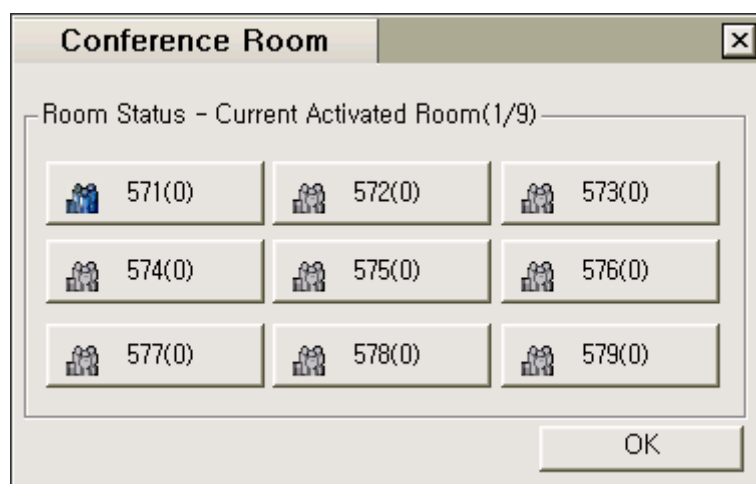 Conference Room
Room Status - Current Activated Room(1/9)
571(0) 572(0) 573(0)
574(0) 575(0) 576(0)
577(0) 578(0) 579(0)
OK